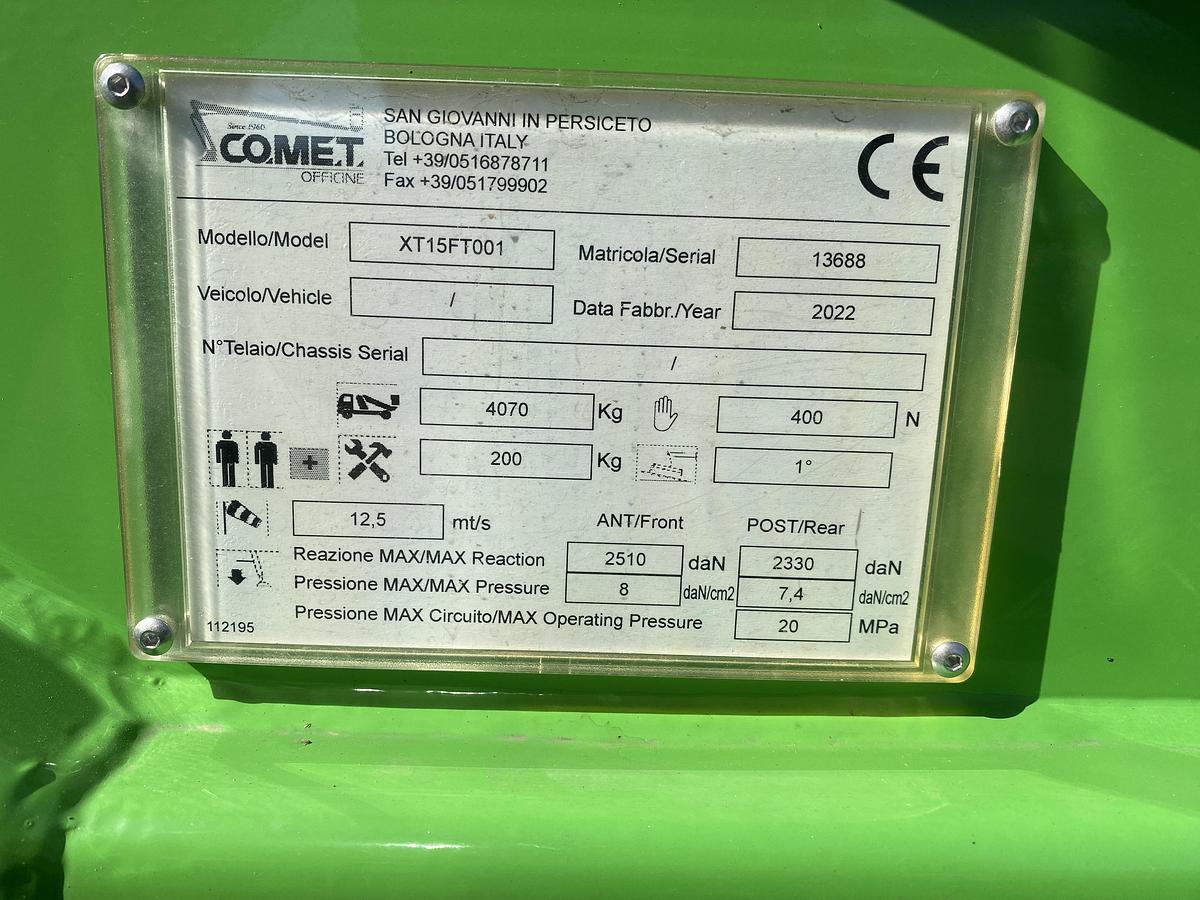 Since 1960
CO.ME.T.
OFFICINE
SAN GIOVANNI IN PERSICETO
BOLOGNA ITALY
Tel +39/0516878711
Fax +39/051799902
CE
Modello/Model XT15FT001 Matricola/Serial 13688
Veicolo/Vehicle / Data Fabbr./Year 2022
N°Telaio/Chassis Serial /
4070 Kg 400 N
+ 200 Kg 1°
12,5 mt/s ANT/Front POST/Rear
Reazione MAX/MAX Reaction 2510 daN 2330 daN
Pressione MAX/MAX Pressure 8 daN/cm2 7,4 daN/cm2
Pressione MAX Circuito/MAX Operating Pressure 20 MPa
112195